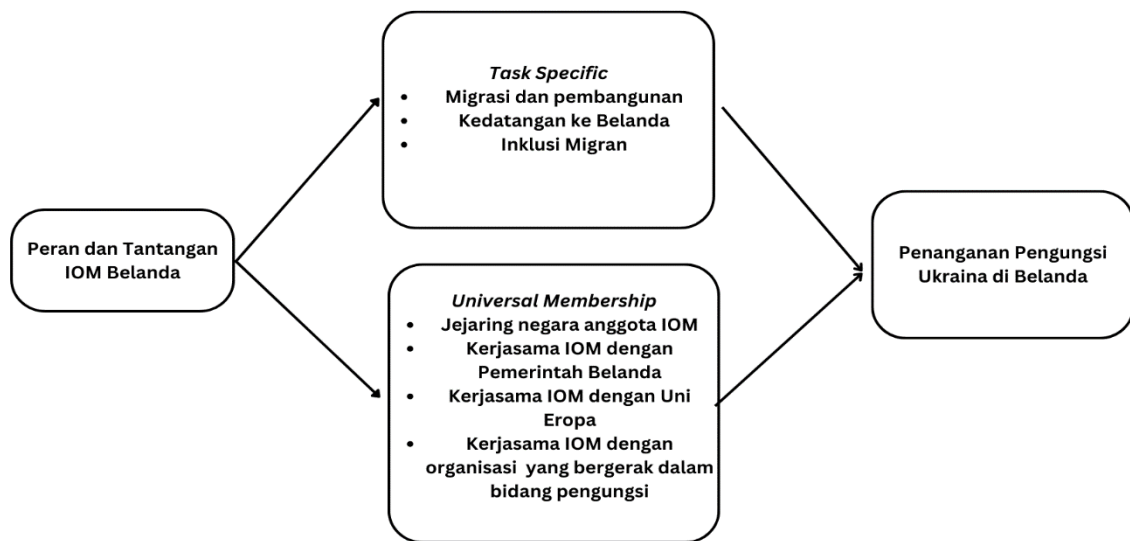 Task Specific
• Migrasi dan pembangunan
• Kedatangan ke Belanda
• Inklusi Migran
Peran dan Tantangan
IOM Belanda
Universal Membership
• Jejaring negara anggota IOM
• Kerjasama IOM dengan
Pemerintah Belanda
• Kerjasama IOM dengan Uni
Eropa
• Kerjasama IOM dengan
organisasi yang bergerak dalam
bidang pengungsi
Penanganan Pengungsi
Ukraina di Belanda